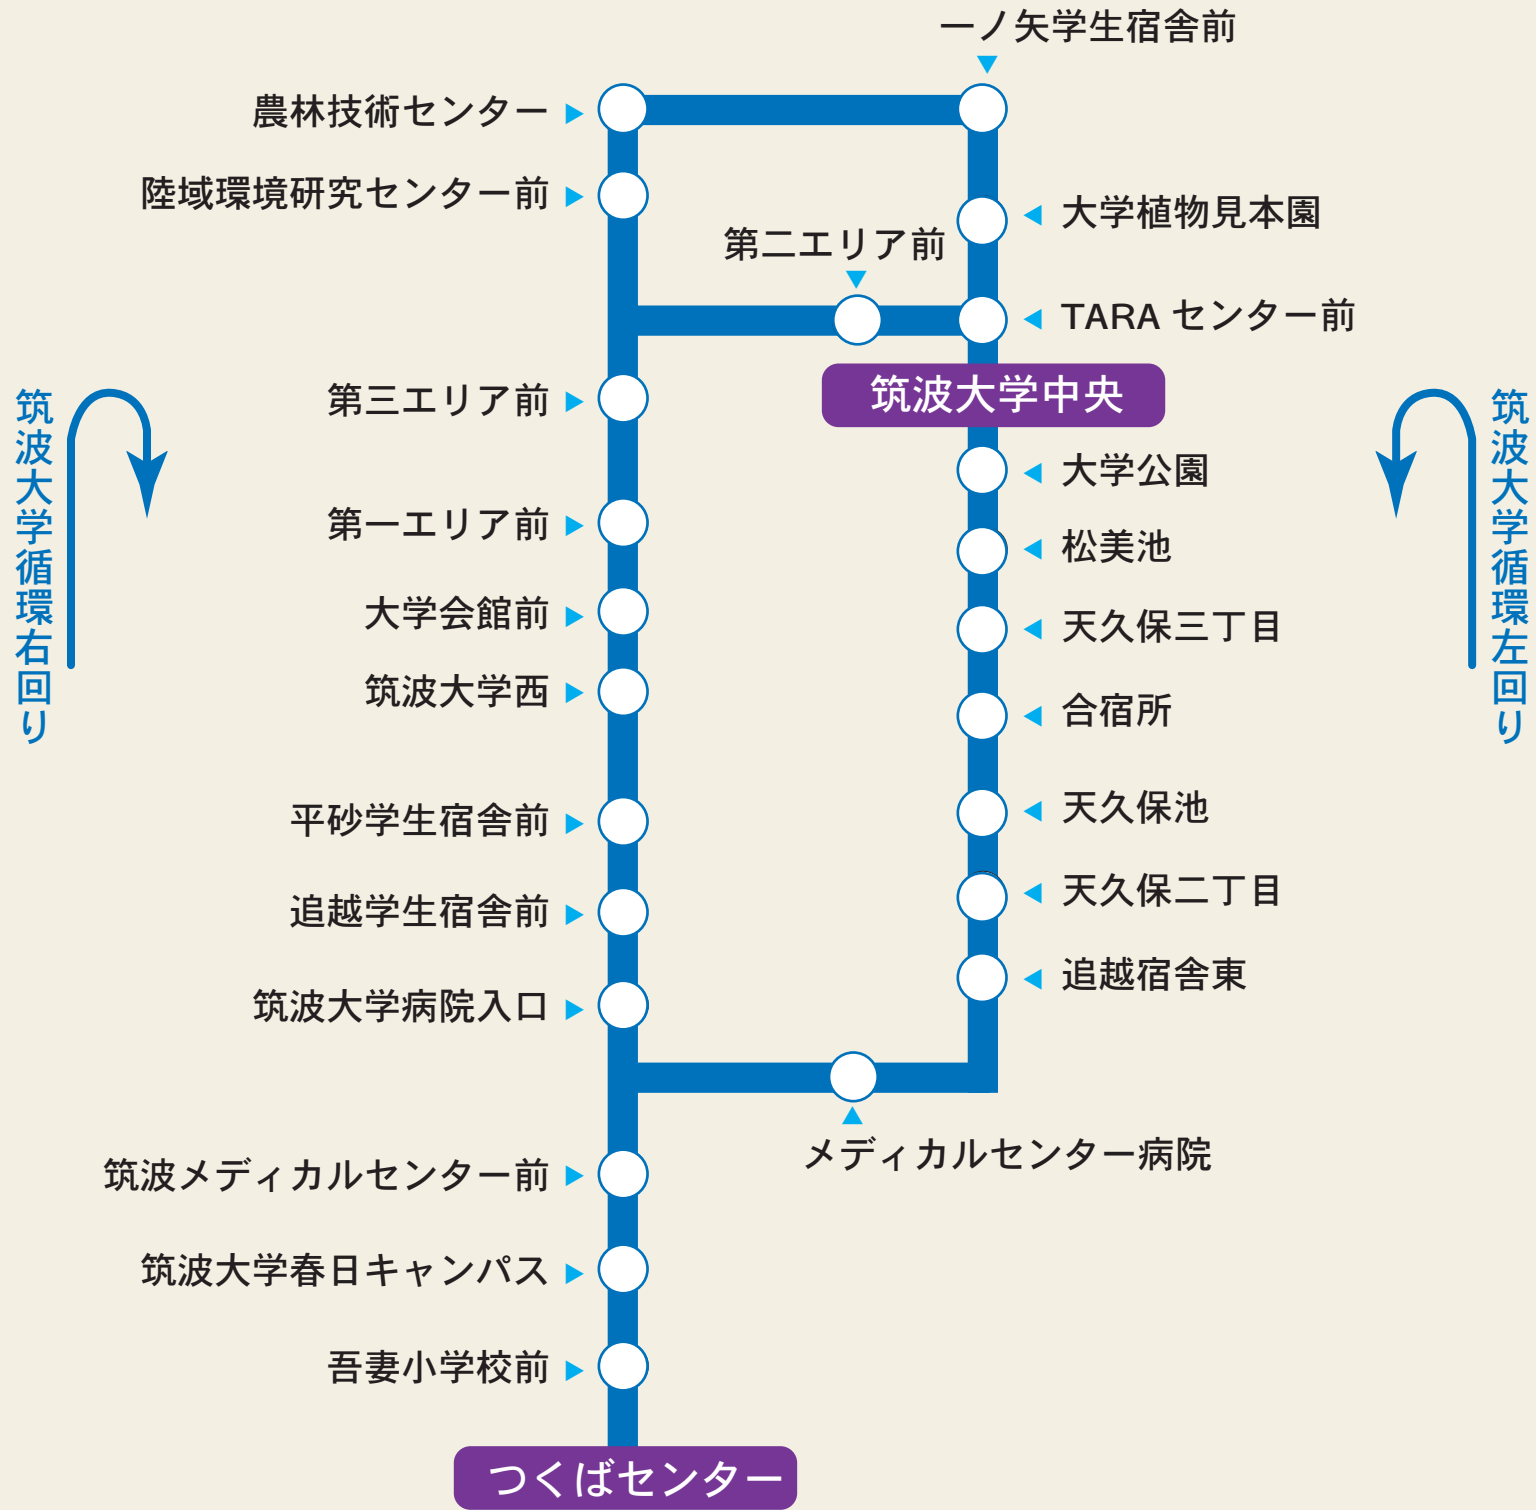 一ノ矢学生宿舎前
農林技術センター
陸域環境研究センター前
大学植物見本園
第二エリア前
TARA センター前
筑波大学中央
第三エリア前
大学公園
第一エリア前
松美池
大学会館前
天久保三丁目
筑波大学西
合宿所
平砂学生宿舎前
天久保池
追越学生宿舎前
天久保二丁目
筑波大学病院入口
追越宿舎東
メディカルセンター病院
筑波メディカルセンター前
筑波大学春日キャンパス
吾妻小学校前
つくばセンター
筑波大学循環右回り
筑波大学循環左回り